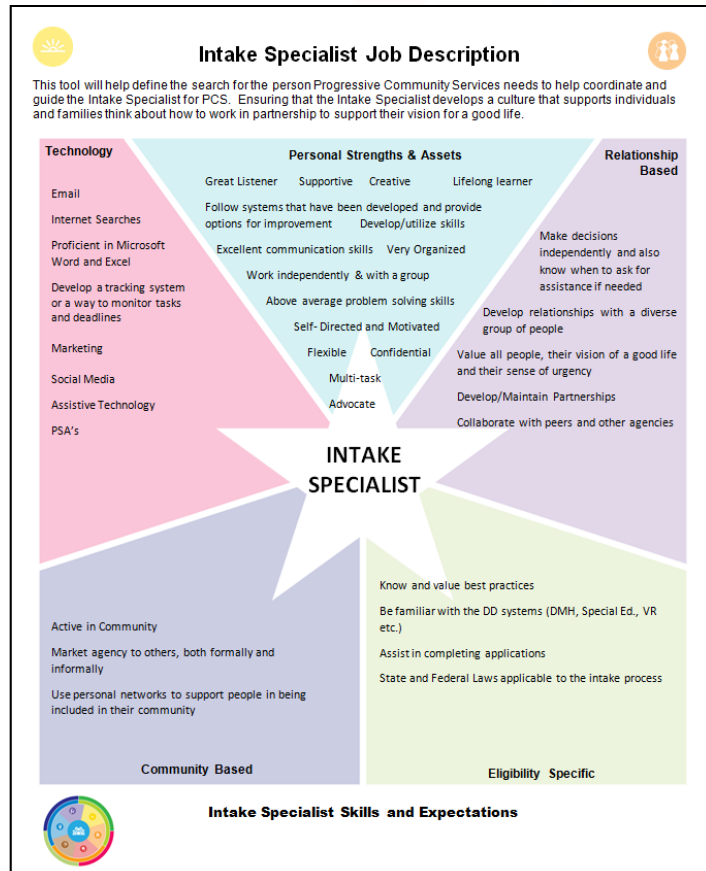 Intake Specialist Job Description
This tool will help define the search for the person Progressive Community Services needs to help coordinate and
guide the Intake Specialist for PCS.  Ensuring that the Intake Specialist develops a culture that supports individuals
and families think about how to work in partnership to support their vision for a good life.
Technology
Email
Internet Searches
Proficient in Microsoft
Word and Excel
Develop a tracking system
or a way to monitor tasks
and deadlines
Marketing
Social Media
Assistive Technology
PSA's
Personal Strengths & Assets
Great Listener Supportive Creative Lifelong learner
Follow systems that have been developed and provide
options for improvement Develop/utilize skills
Excellent communication skills Very Organized
Work independently & with a group
Above average problem solving skills
Self- Directed and Motivated
Flexible Confidential
Multi-task
Advocate
Relationship
Based
Make decisions
independently and also
know when to ask for
assistance if needed
Develop relationships with a diverse
group of people
Value all people, their vision of a good life
and their sense of urgency
Develop/Maintain Partnerships
Collaborate with peers and other agencies
INTAKE
SPECIALIST
Active in Community
Market agency to others, both formally and
informally
Use personal networks to support people in being
included in their community
Community Based
Know and value best practices
Be familiar with the DD systems (DMH, Special Ed., VR
etc.)
Assist in completing applications
State and Federal Laws applicable to the intake process
Eligibility Specific
Intake Specialist Skills and Expectations